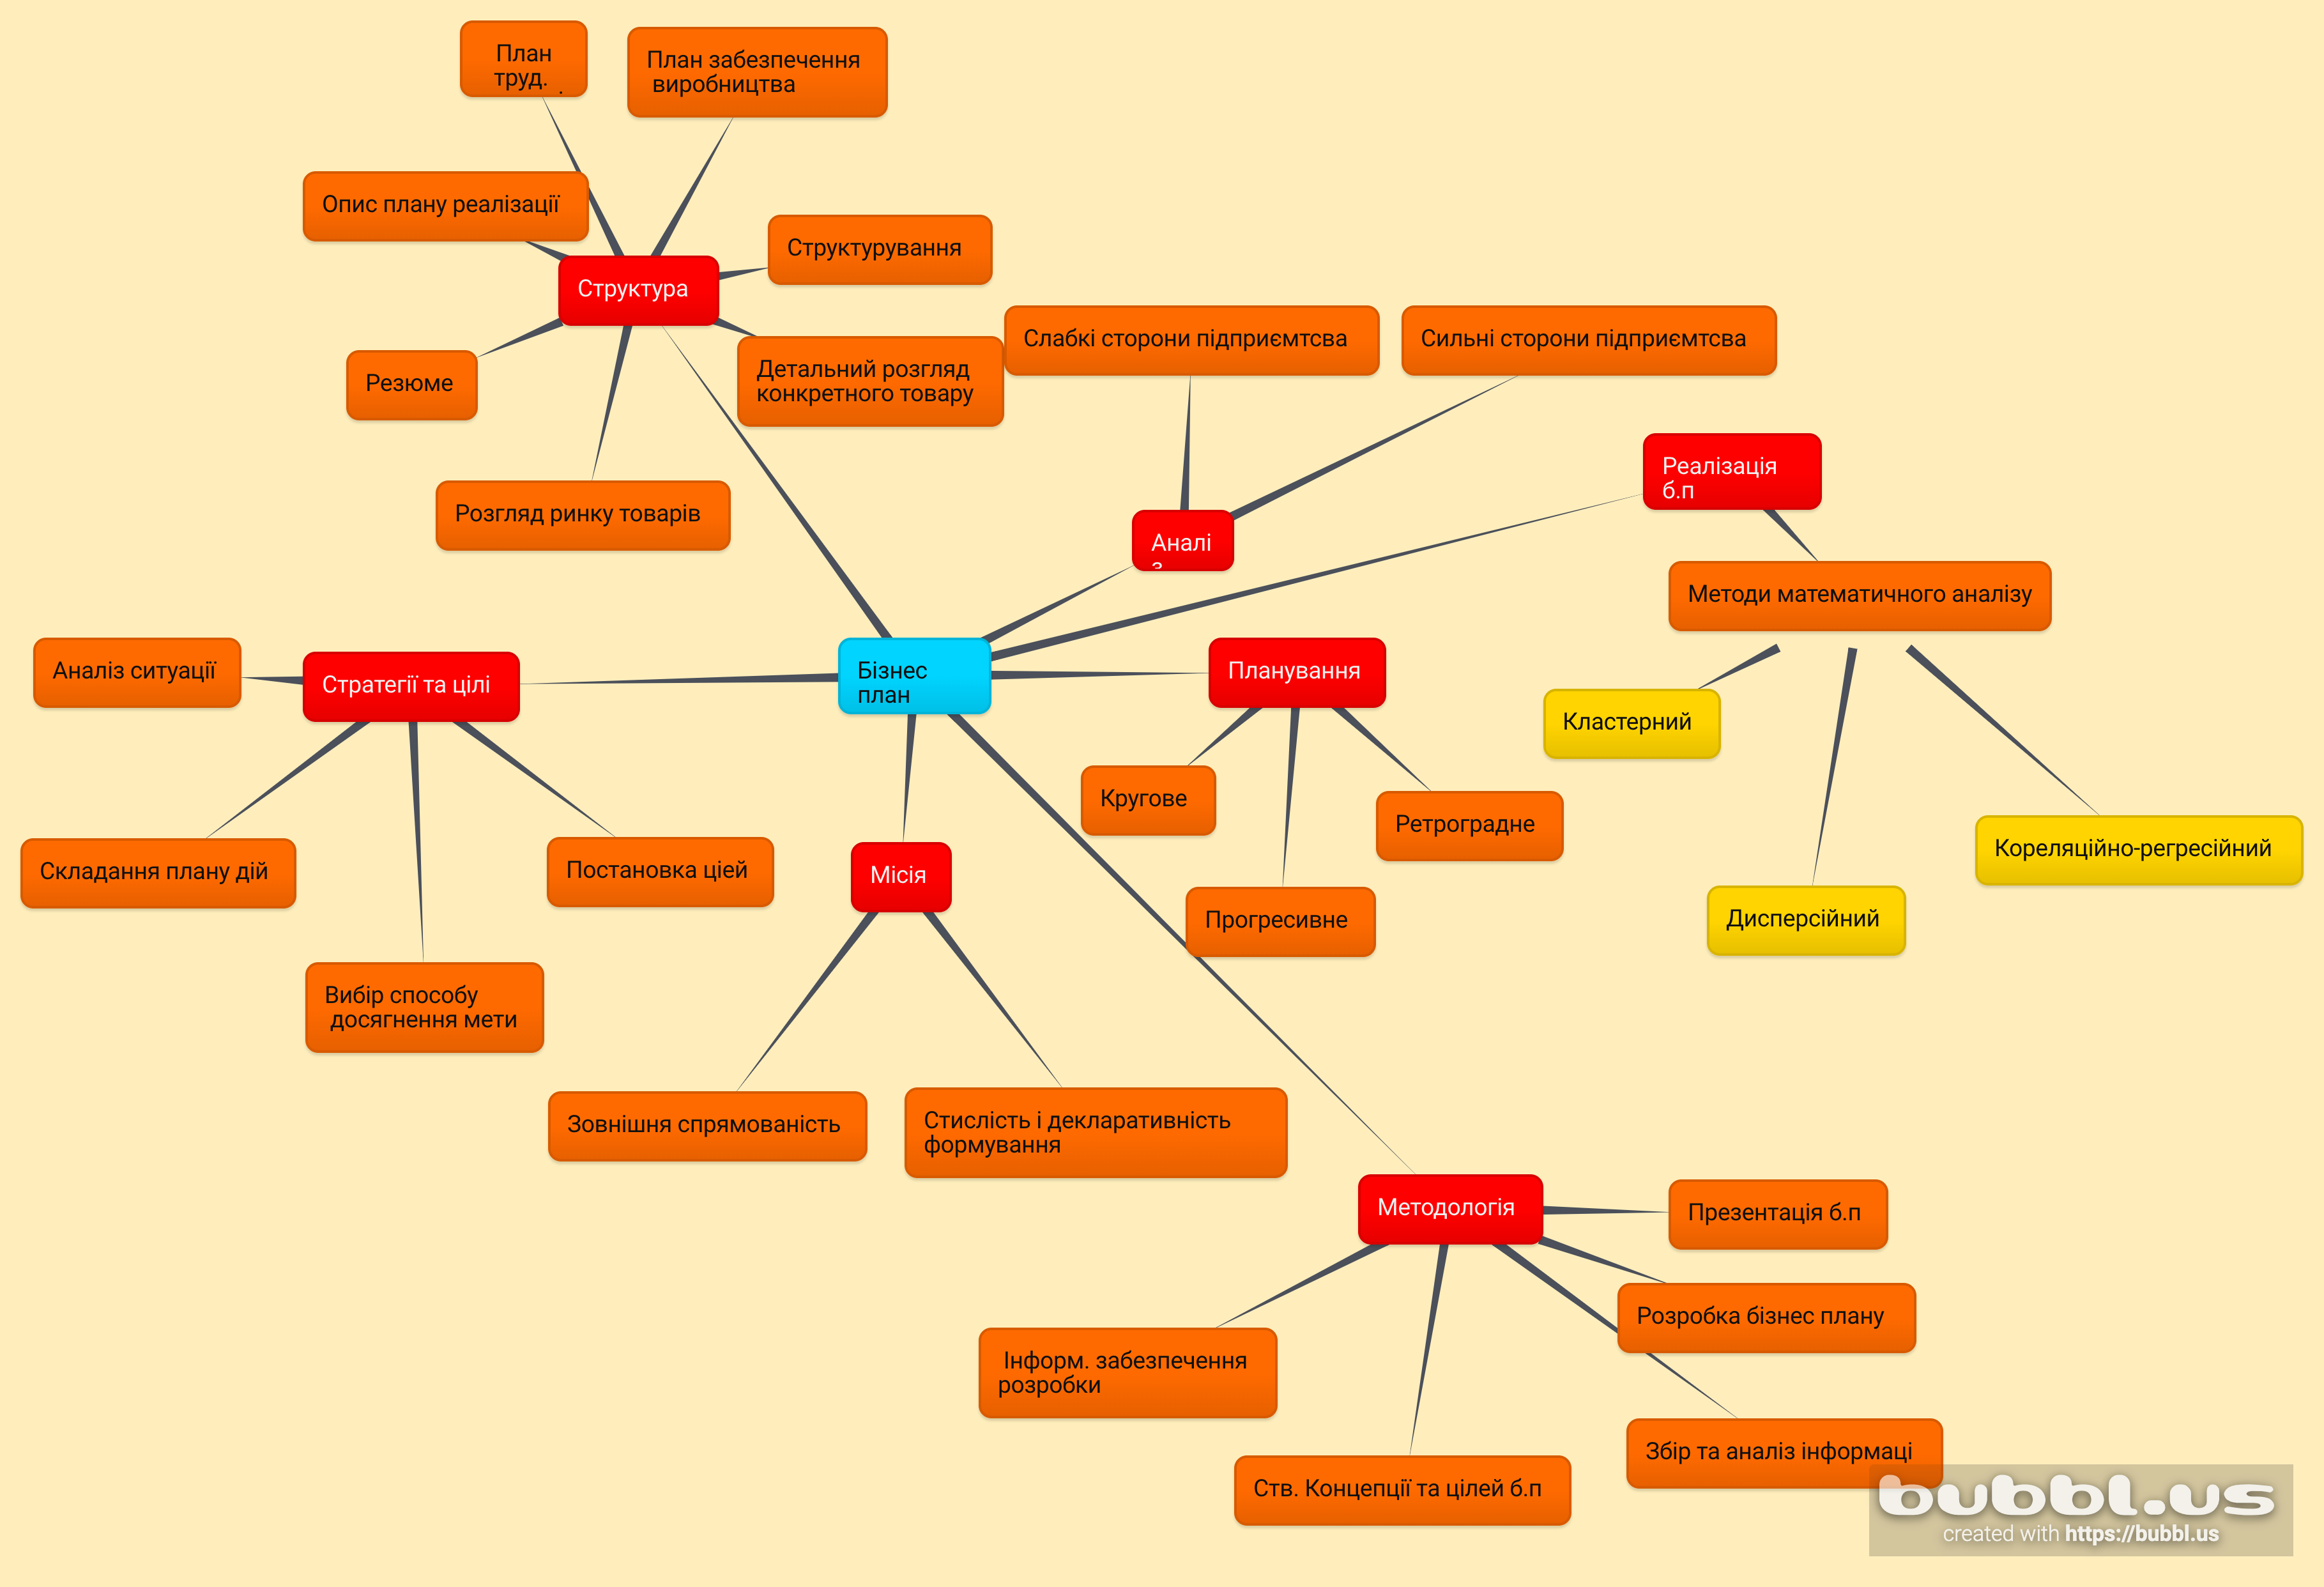 План
труд.
План забезпечення
виробництва
Опис плану реалізації
Структурування
Структура
Слабкі сторони підприємтсва
Сильні сторони підприємтсва
Резюме
Детальний розгляд
конкретного товару
Розгляд ринку товарів
Реалізація
б.п
Аналі
з
Методи математичного аналізу
Аналіз ситуації
Стратегії та цілі
Бізнес
план
Планування
Кластерний
Кругове
Ретроградне
Кореляційно-регресійний
Складання плану дій
Постановка цієй
Місія
Прогресивне
Дисперсійний
Вибір способу
досягнення мети
Зовнішня спрямованість
Стислість і декларативність
формування
Методологія
Презентація б.п
Розробка бізнес плану
Інформ. забезпечення
розробки
Збір та аналіз інформаці
Ств. Концепції та цілей б.п
bubbl.us
created with https://bubbl.us